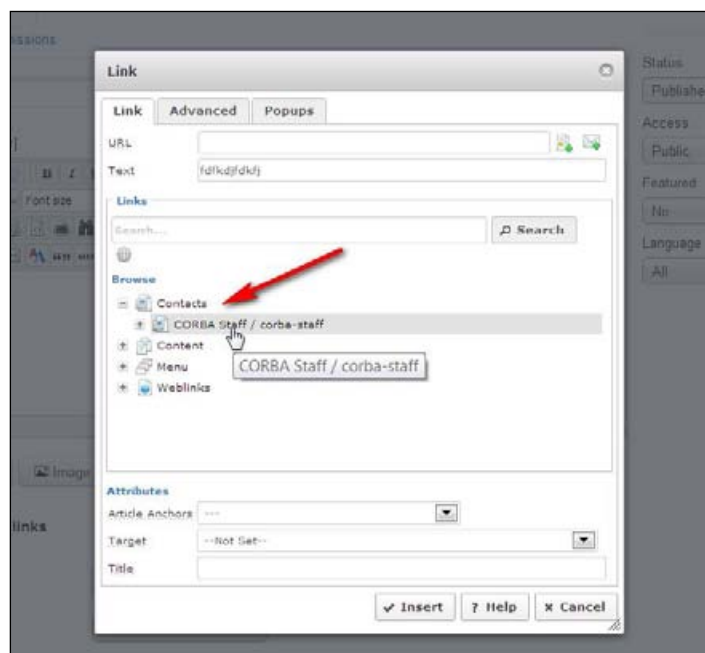 issions
Link
Link Advanced Popups
URL
Text fdfkdjfdkfj
Links
Search... Search
Browse
Contacts
CORBA Staff / corba-staff
Content
CORBA Staff / corba-staff
Menu
Weblinks
Attributes
Article Anchors ---
Target --Not Set--
Title
Insert ? Help Cancel
Font size
Image
links
Status
Publishe
Access
Public
Featured
No
Language
All